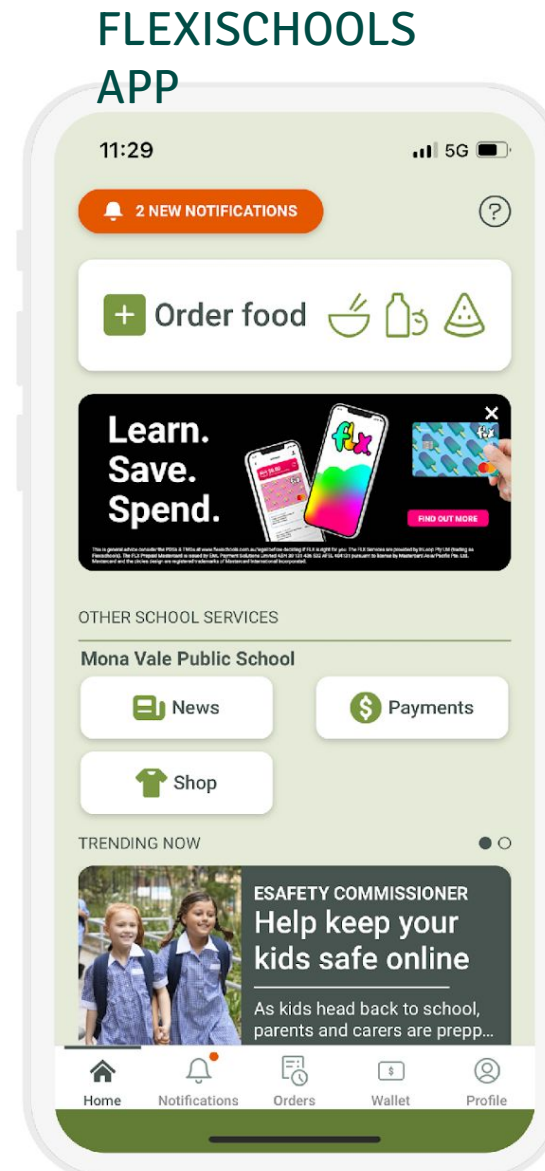 FLEXISCHOOLS
APP
11:29
5G
2 NEW NOTIFICATIONS
?
Order food
Learn.
Save.
Spend.
flx
flx
FIND OUT MORE
OTHER SCHOOL SERVICES
Mona Vale Public School
News
$ Payments
Shop
TRENDING NOW
ESAFETY COMMISSIONER
Help keep your
kids safe online
As kids head back to school,
parents and carers are prepp...
Home Notifications Orders Wallet Profile